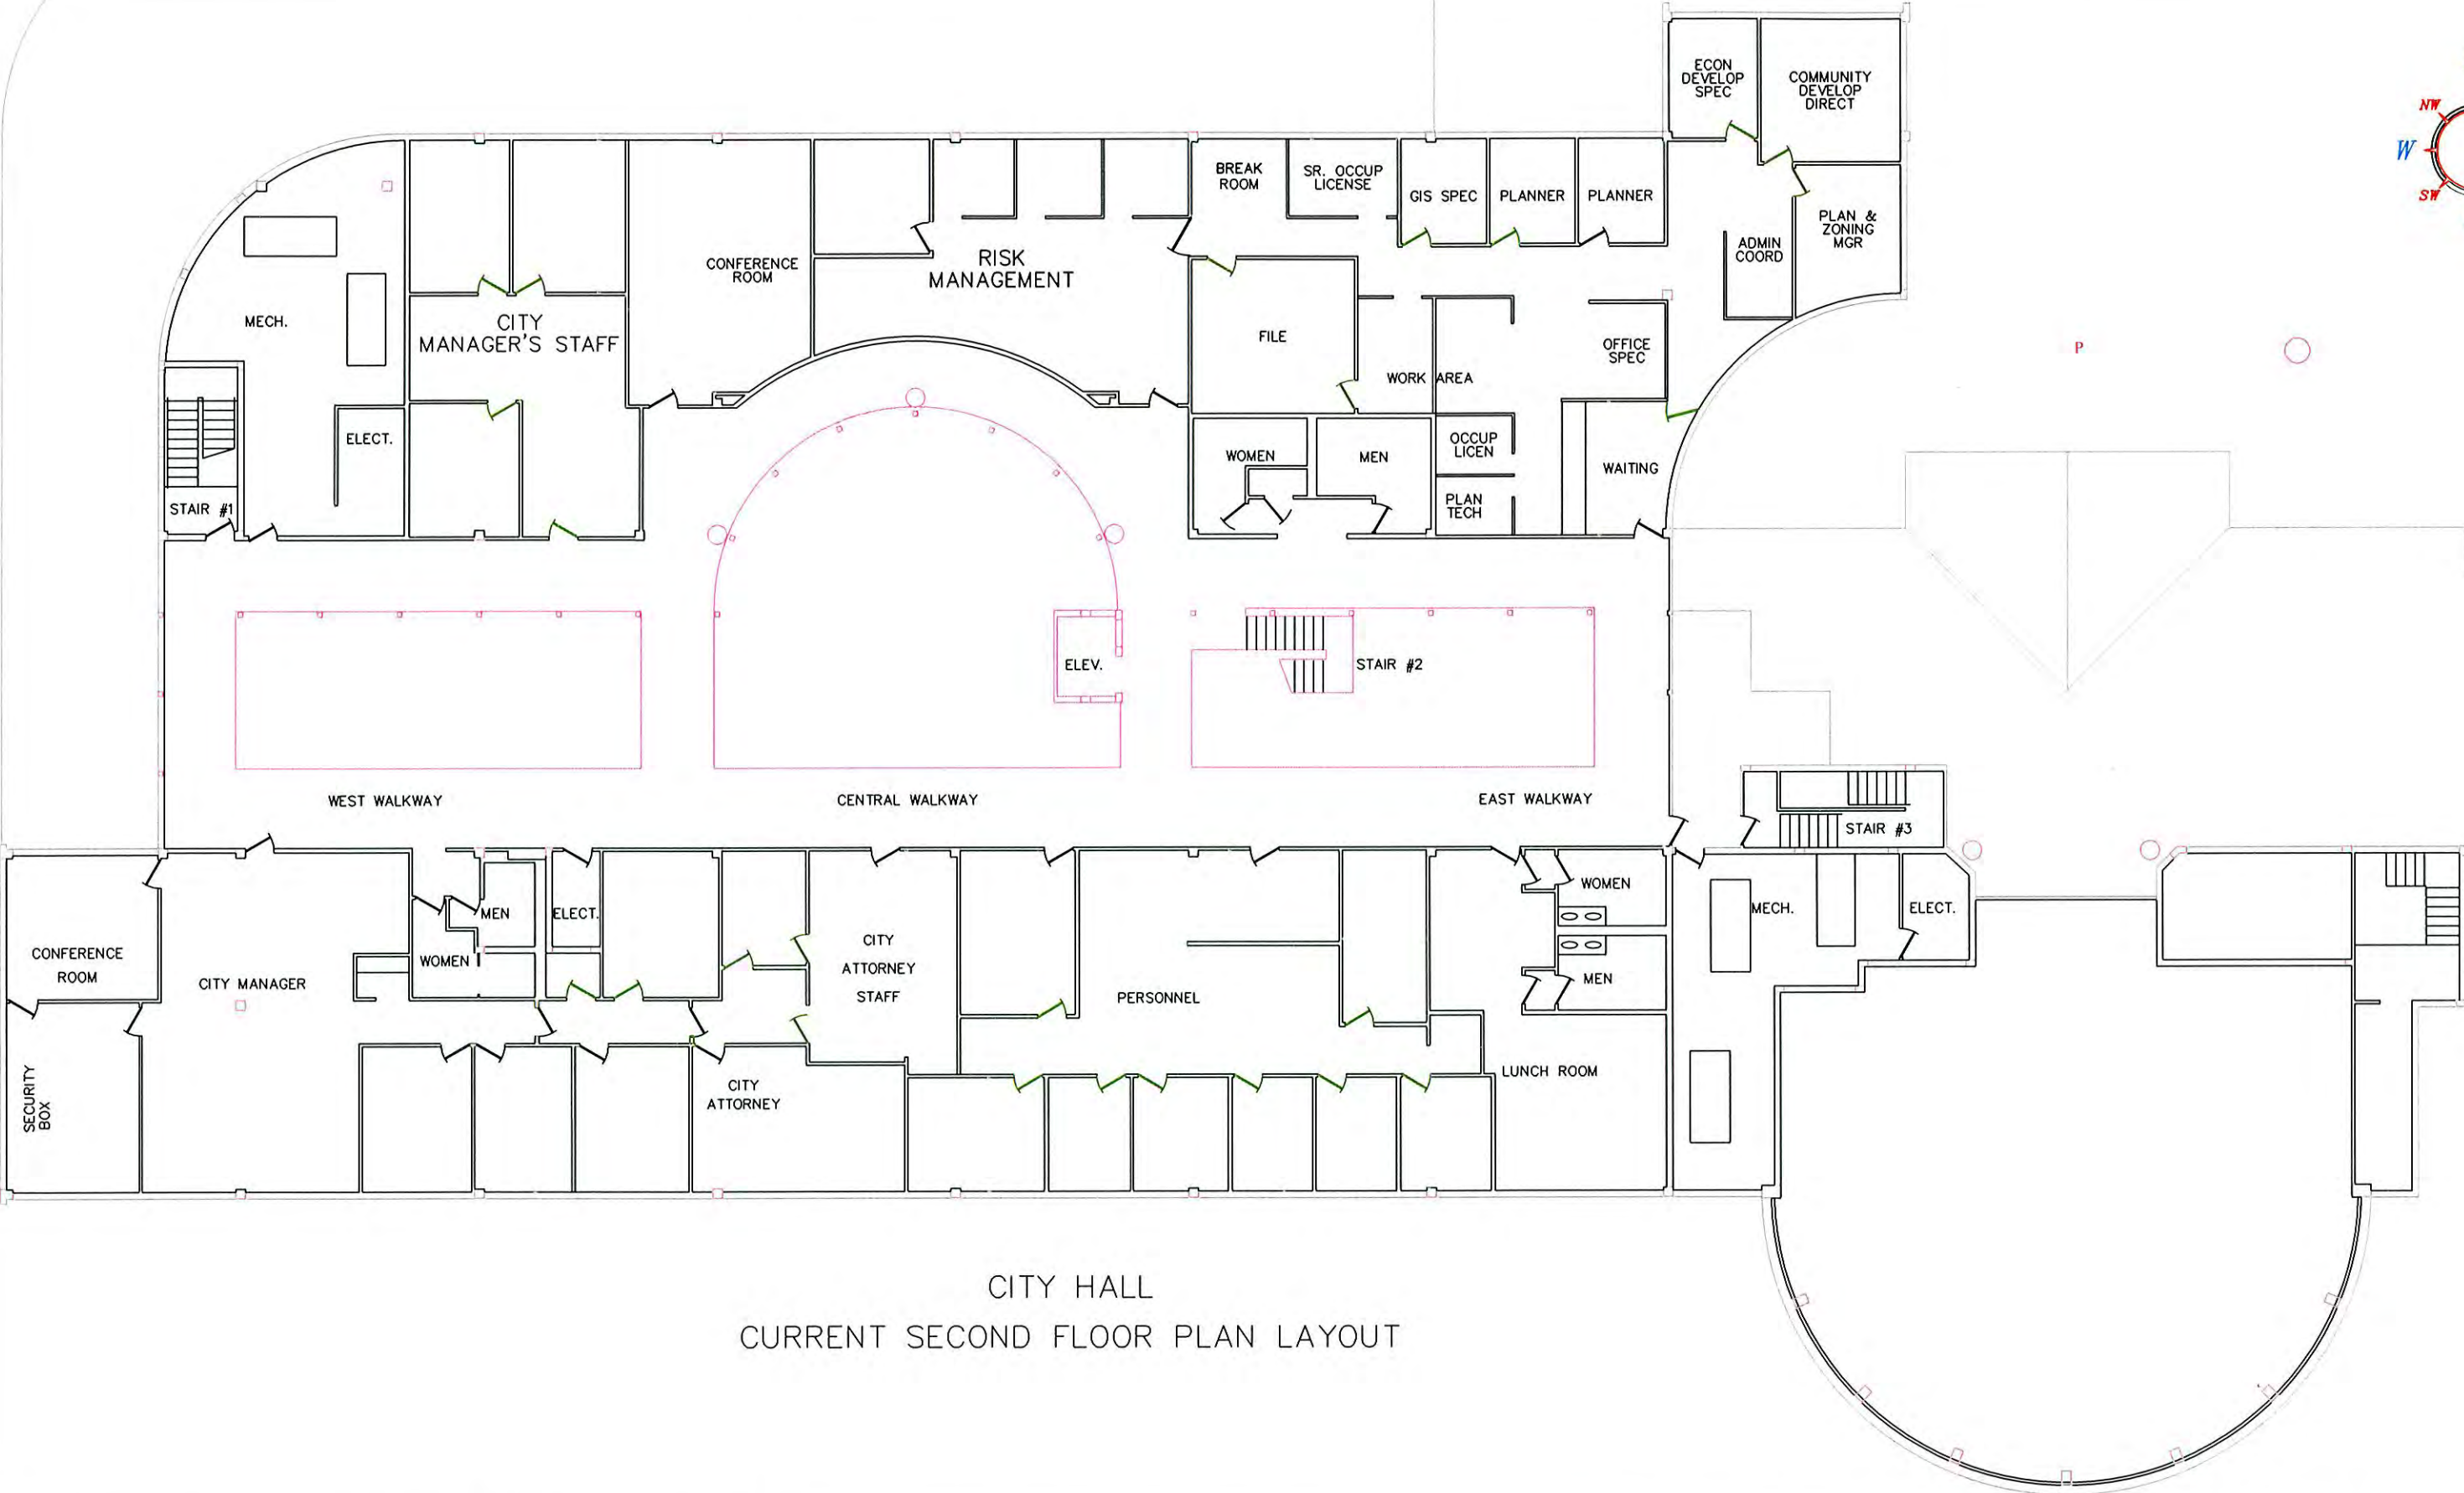 ECON
DEVELOP
SPEC
COMMUNITY
DEVELOP
DIRECT
NW
W
SW
BREAK
ROOM
SR. OCCUP
LICENSE
GIS SPEC
PLANNER
PLANNER
PLAN &
ZONING
MGR
ADMIN
COORD
CONFERENCE
ROOM
RISK
MANAGEMENT
MECH.
CITY
MANAGER'S STAFF
FILE
OFFICE
SPEC
P
WORK AREA
ELECT.
WOMEN
MEN
OCCUP
LICEN
WAITING
PLAN
TECH
STAIR #1
ELEV.
STAIR #2
WEST WALKWAY
CENTRAL WALKWAY
EAST WALKWAY
STAIR #3
CONFERENCE
ROOM
CITY MANAGER
MEN
WOMEN
ELECT.
CITY
ATTORNEY
STAFF
PERSONNEL
WOMEN
MEN
MECH.
ELECT.
SECURITY
BOX
CITY
ATTORNEY
LUNCH ROOM
CITY HALL
CURRENT SECOND FLOOR PLAN LAYOUT